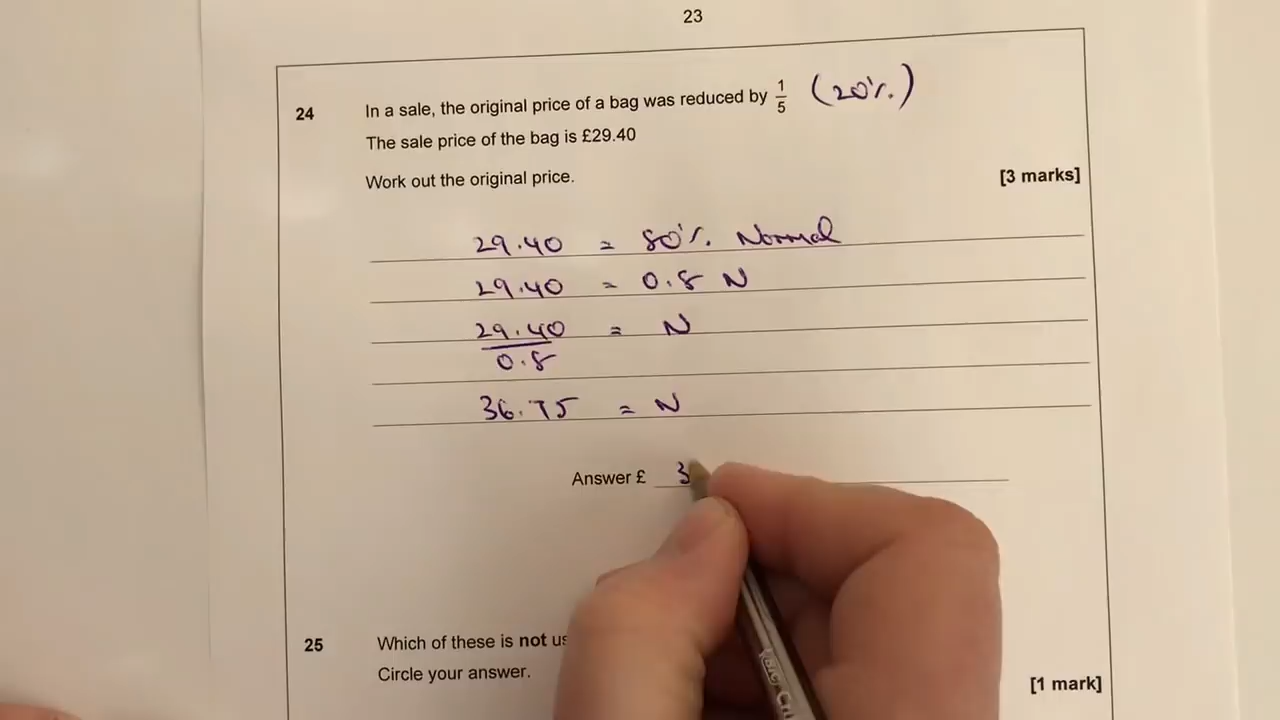 23
24 In a sale, the original price of a bag was reduced by 1/5 (20%)
The sale price of the bag is £29.40
Work out the original price.
[3 marks]
29.40 = 80% Normal
29.40 = 0.8 N
29.40/0.8 = N
36.75 = N
Answer £ 3
25 Which of these is not us
Circle your answer.
[1 mark]